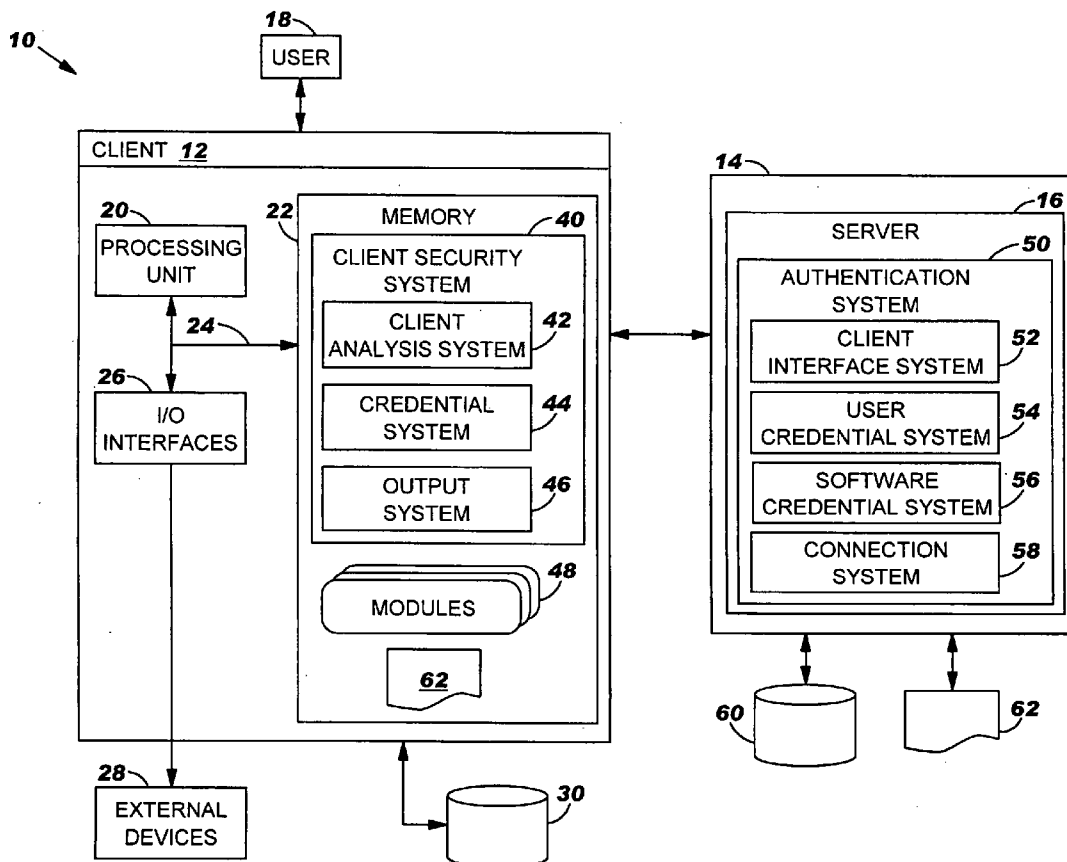 10
18
USER
CLIENT 12
20
PROCESSING
UNIT
24
26
I/O
INTERFACES
28
EXTERNAL
DEVICES
22
MEMORY
40
CLIENT SECURITY
SYSTEM
CLIENT
ANALYSIS SYSTEM
42
CREDENTIAL
SYSTEM
44
OUTPUT
SYSTEM
46
MODULES
48
62
30
14
16
SERVER
50
AUTHENTICATION
SYSTEM
CLIENT
INTERFACE SYSTEM
52
USER
CREDENTIAL SYSTEM
54
SOFTWARE
CREDENTIAL SYSTEM
56
CONNECTION
SYSTEM
58
60
62